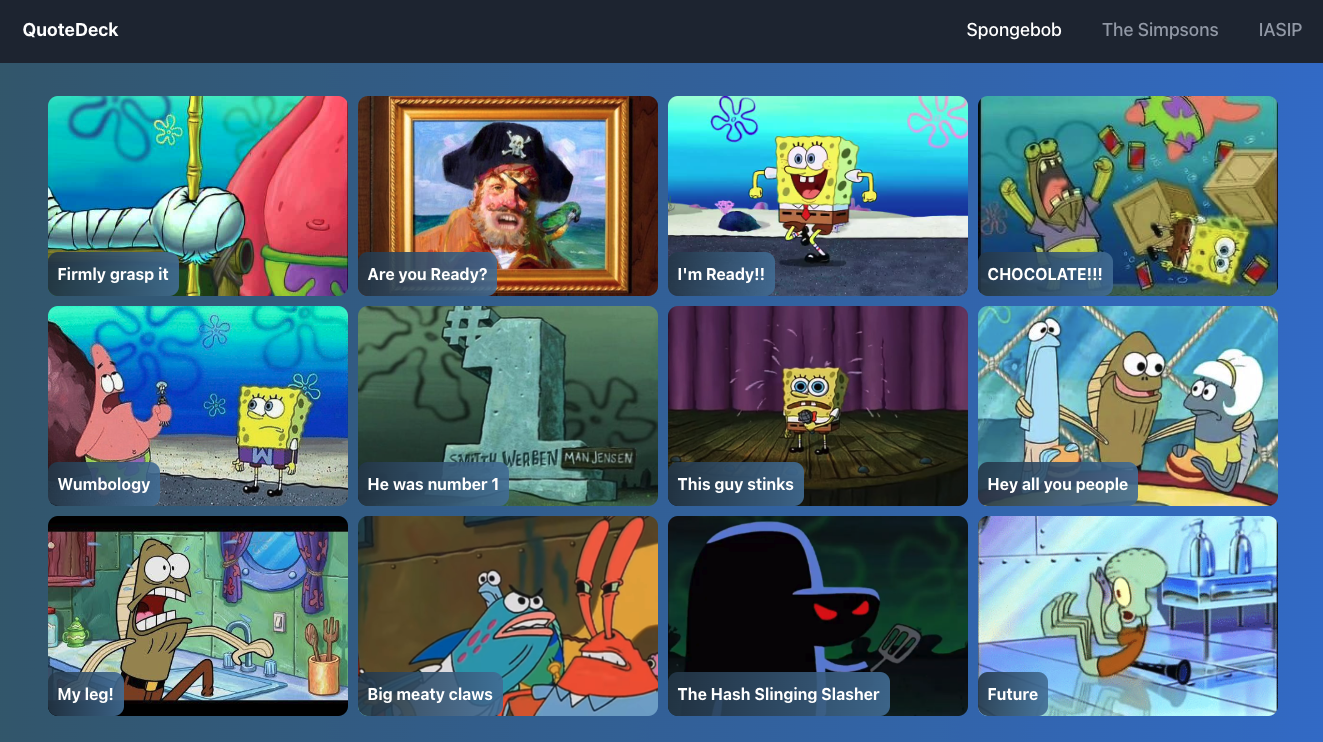 QuoteDeck
Spongebob
The Simpsons
IASIP
Firmly grasp it
Are you Ready?
I'm Ready!!
CHOCOLATE!!!
W
#1
SMITTY WERBEN MAN JENSEN
Wumbology
He was number 1
This guy stinks
Hey all you people
My leg!
Big meaty claws
The Hash Slinging Slasher
Future